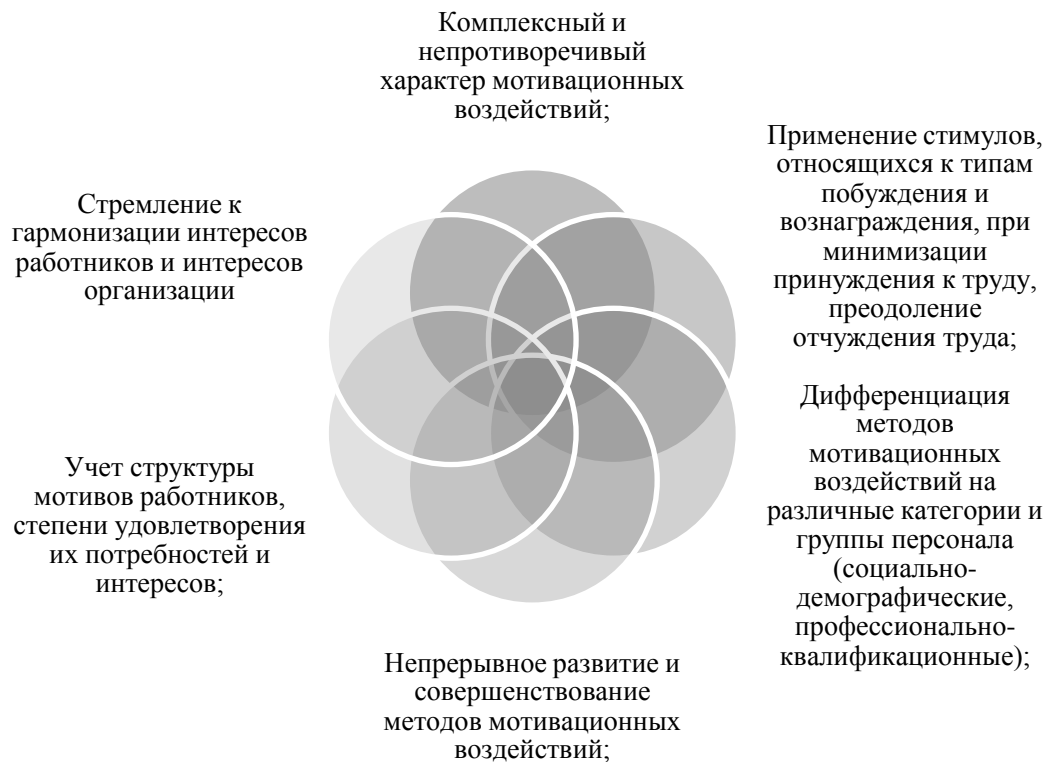 Комплексный и
непротиворечивый
характер мотивационных
воздействий;
Применение стимулов,
относящихся к типам
побуждения и
вознаграждения, при
минимизации
принуждения к труду,
преодоление
отчуждения труда;
Дифференциация
методов
мотивационных
воздействий на
различные категории и
группы персонала
(социально-
демографические,
профессионально-
квалификационные);
Непрерывное развитие и
совершенствование
методов мотивационных
воздействий;
Учет структуры
мотивов работников,
степени удовлетворения
их потребностей и
интересов;
Стремление к
гармонизации интересов
работников и интересов
организации